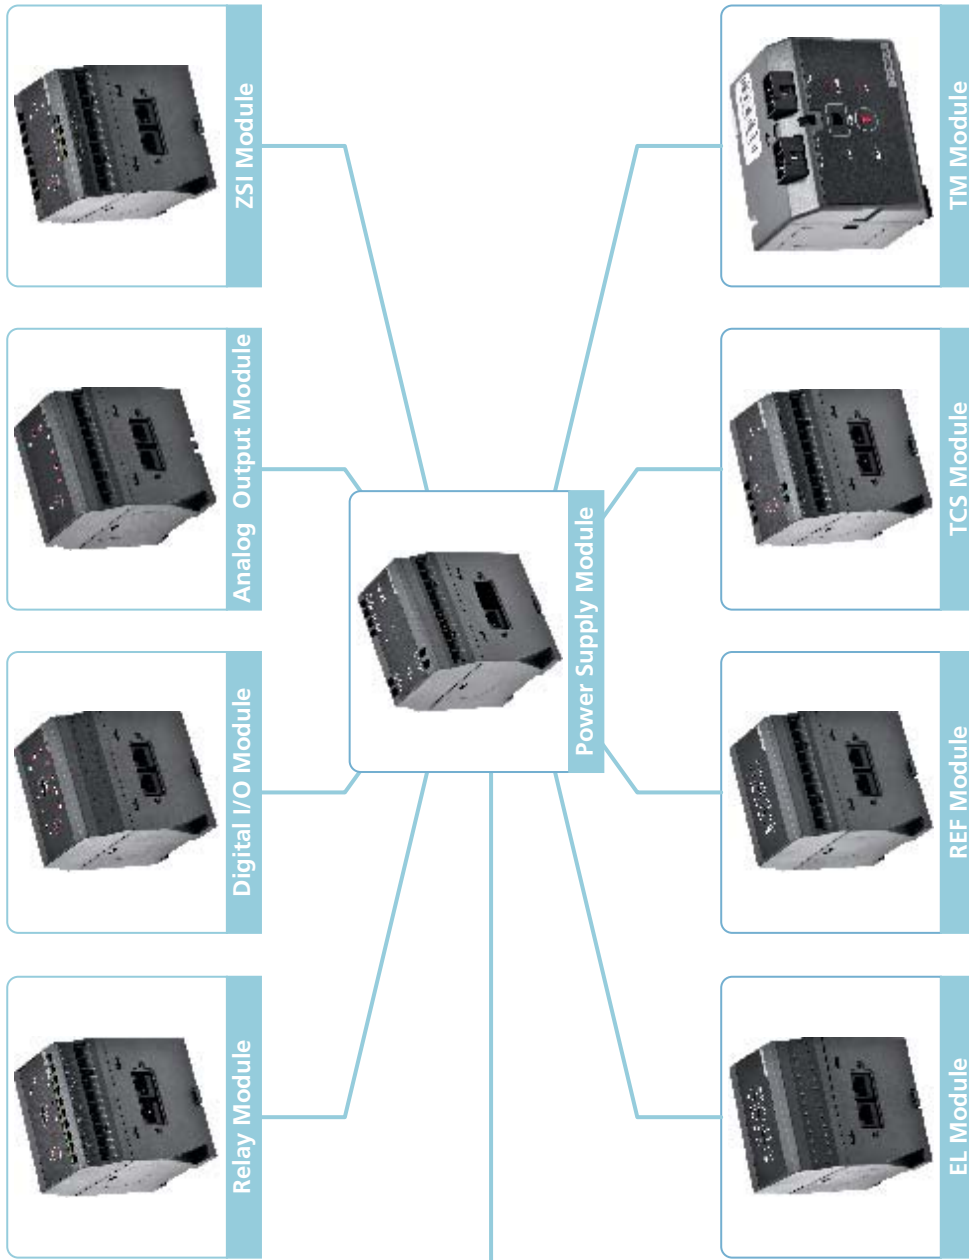 ZSI Module
Analog Output Module
Digital I/O Module
Relay Module
Power Supply Module
TM Module
TCS Module
REF Module
EL Module